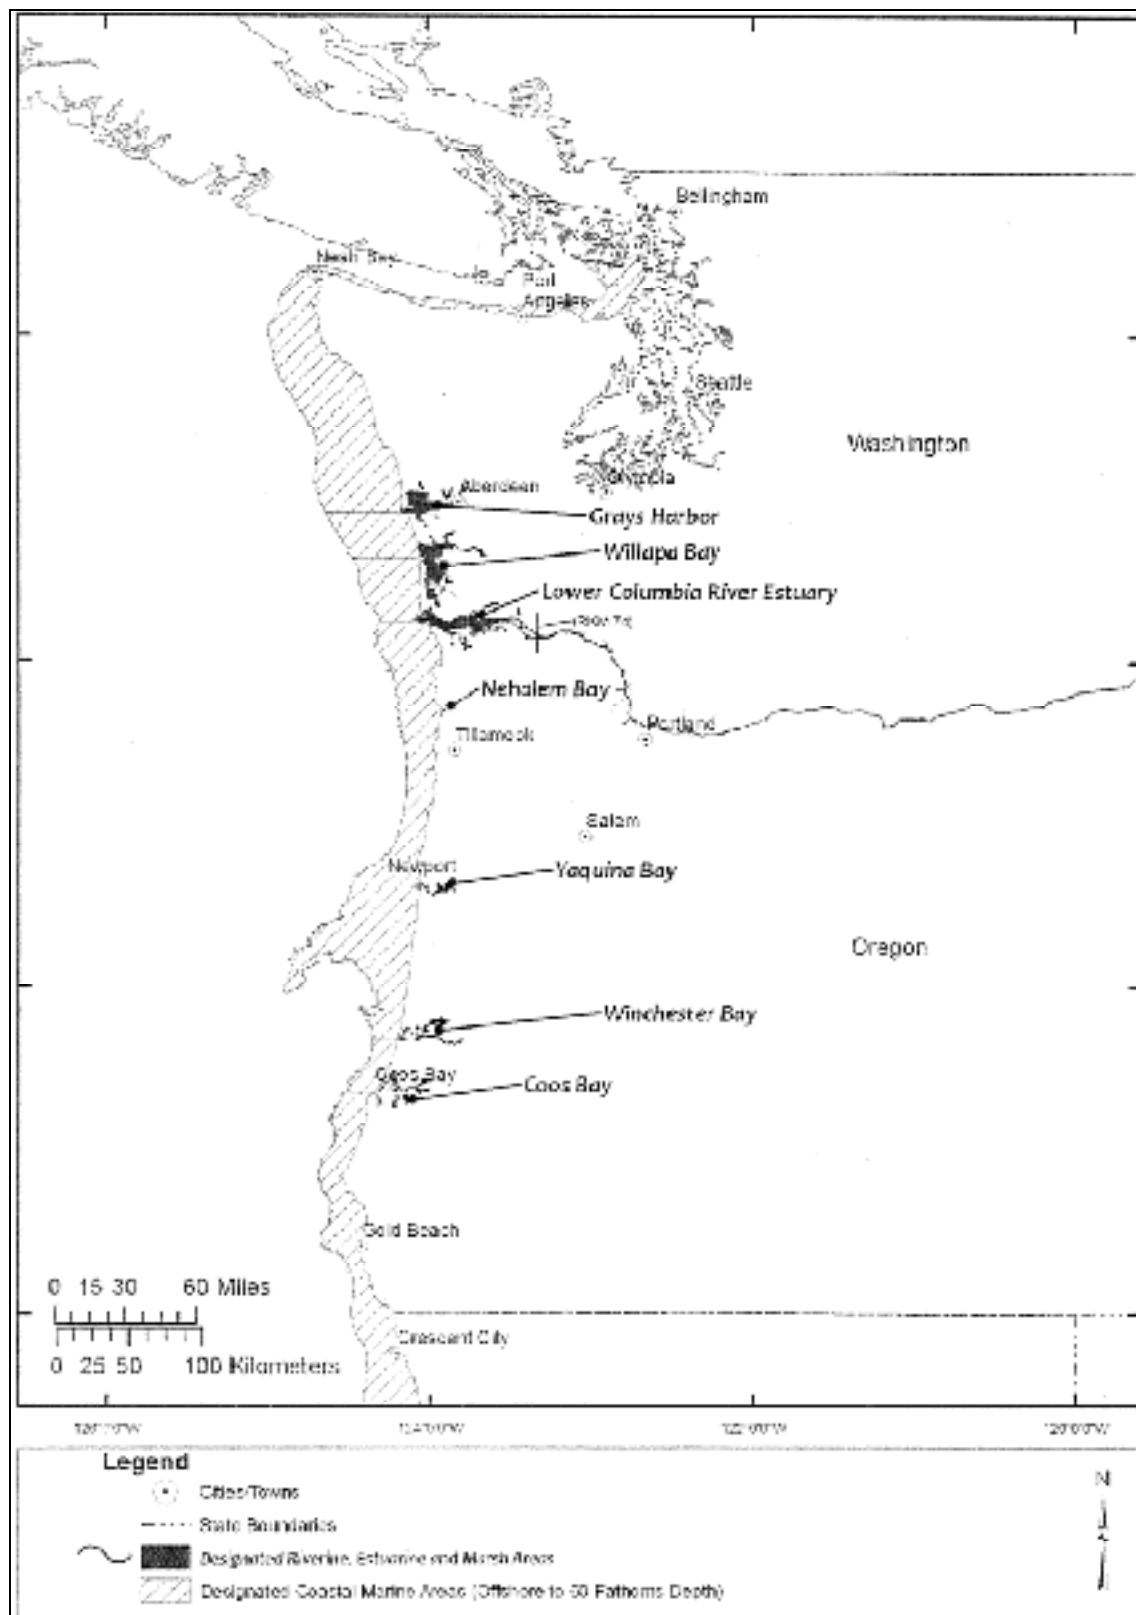 Bellingham
Neah Bay
Port
Angeles
Seattle
Washington
Olympia
Aberdeen
Grays Harbor
Willapa Bay
Lower Columbia River Estuary
Nehalem Bay
Portland
Tillamook
Salem
Newport
Yaquina Bay
Oregon
Winchester Bay
Coos Bay
Coos Bay
Gold Beach
0 15 30 60 Miles
Crescent City
0 25 50 100 Kilometers
Legend
N
Cities/Towns
State Boundaries
Designated Riverine, Estuarine and Marsh Areas
Designated Coastal Marine Areas (Offshore to 60 Fathoms Depth)